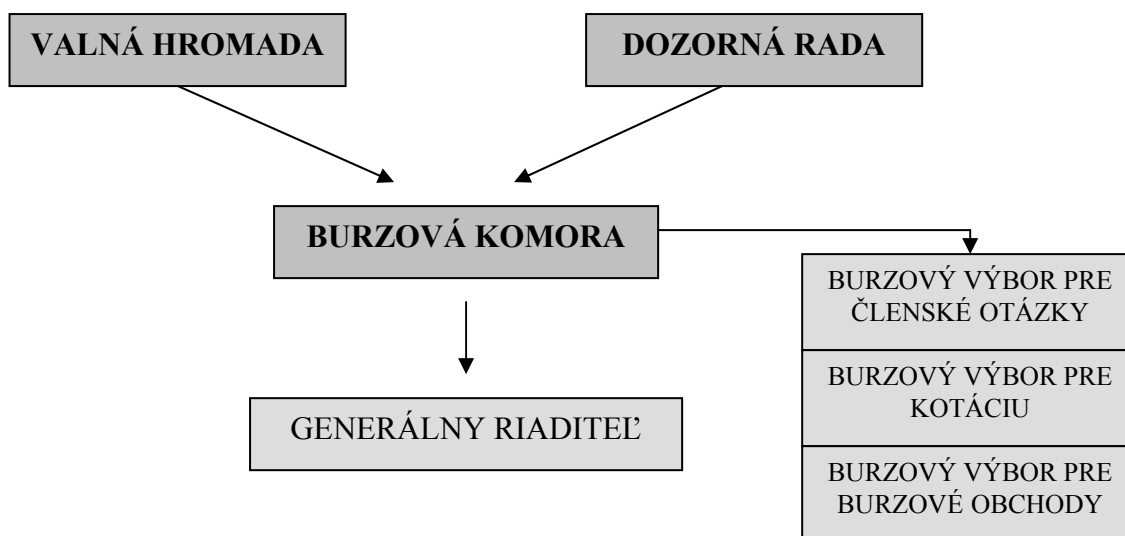 VALNÁ HROMADA
DOZORNÁ RADA
BURZOVÁ KOMORA
BURZOVÝ VÝBOR PRE
ČLENSKÉ OTÁZKY
BURZOVÝ VÝBOR PRE
KOTÁCIU
BURZOVÝ VÝBOR PRE
BURZOVÉ OBCHODY
GENERÁLNY RIADITEĽ